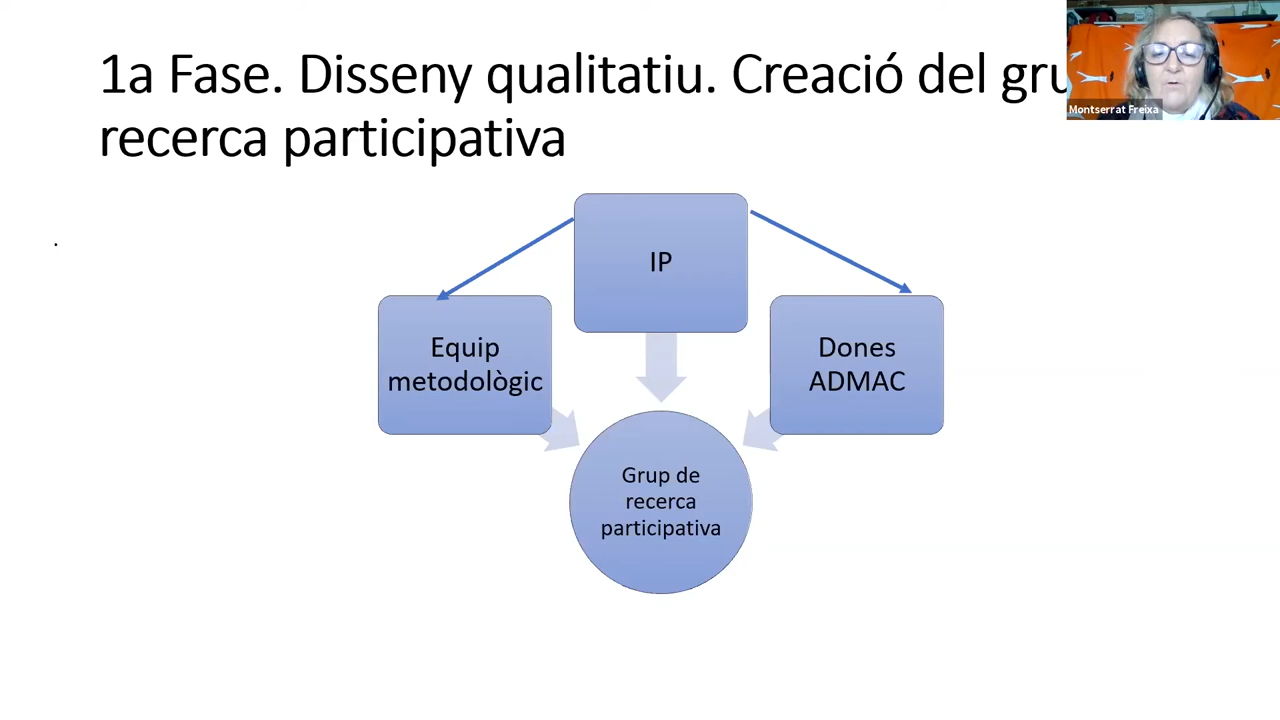 1a Fase. Disseny qualitatiu. Creació del
recerca participativa
Montserrat Freixa
.
IP
Equip
metodològic
Dones
ADMAC
Grup de
recerca
participativa